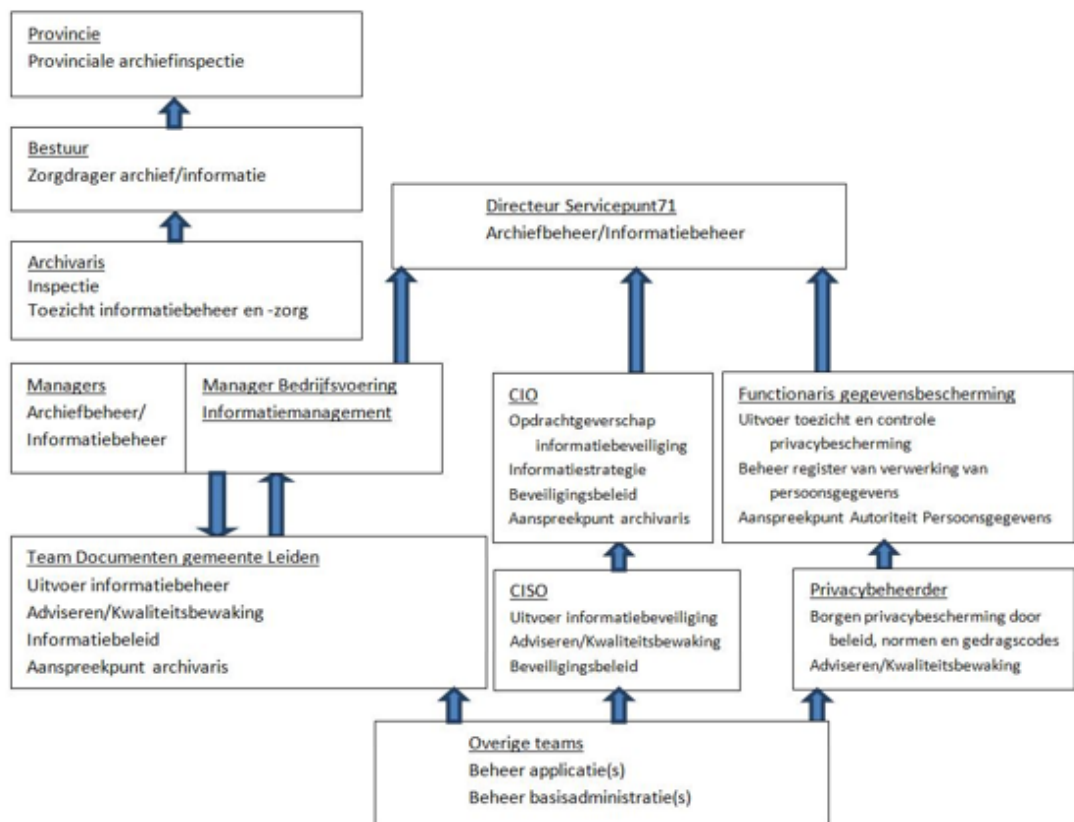 Provincie
Provinciale archiefinspectie
Bestuur
Zorgdrager archief/informatie
Directeur Servicepunt71
Archiefbeheer/Informatiebeheer
Archivaris
Inspectie
Toezicht informatiebeheer en -zorg
Managers
Archiefbeheer/
Informatiebeheer
Manager Bedrijfsvoering
Informatiemanagement
CIO
Opdrachtgeverschap
informatiebeveiliging
Informatiestrategie
Beveiligingsbeleid
Aanspreekpunt archivaris
Functionaris gegevensbescherming
Uitvoer toezicht en controle
privacybescherming
Beheer register van verwerking van
persoonsgegevens
Aanspreekpunt Autoriteit Persoonsgegevens
Team Documenten gemeente Leiden
Uitvoer informatiebeheer
Adviseren/Kwaliteitsbewaking
Informatiebeleid
Aanspreekpunt archivaris
CISO
Uitvoer informatiebeveiliging
Adviseren/Kwaliteitsbewaking
Beveiligingsbeleid
Privacybeheerder
Borgen privacybescherming door
beleid, normen en gedragscodes
Adviseren/Kwaliteitsbewaking
Overige teams
Beheer applicatie(s)
Beheer basisadministratie(s)